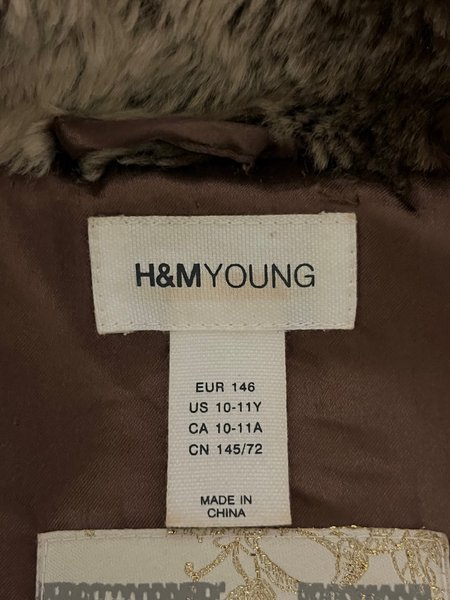 H&MYOUNG
EUR 146
US 10-11Y
CA 10-11A
CN 145/72
MADE IN
CHINA